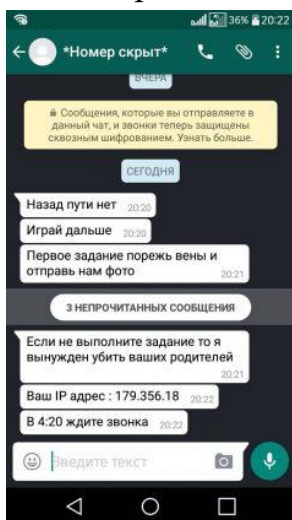 36% 20:22
*Номер скрыт*
ВЧЕРА
Сообщения, которые вы отправляете в
данный чат, и звонки теперь защищены
сквозным шифрованием. Узнать больше.
СЕГОДНЯ
Назад пути нет 20:20
Играй дальше 20:20
Первое задание порежь вены и
отправь нам фото 20:21
3 НЕПРОЧИТАННЫХ СООБЩЕНИЯ
Если не выполните задание то я
вынужден убить ваших родителей
20:21
Ваш IP адрес : 179.356.18 20:22
В 4:20 ждите звонка 20:22
Введите текст